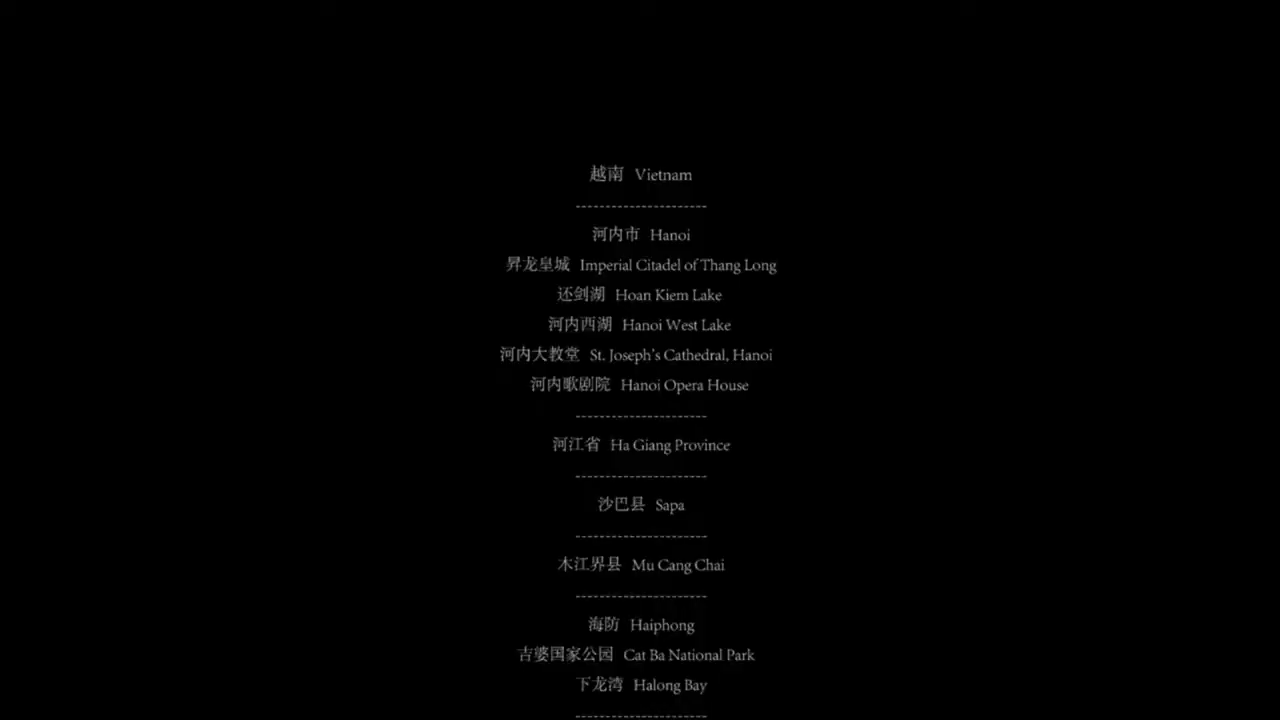 越南 Vietnam
----------------------
河内市 Hanoi
昇龙皇城 Imperial Citadel of Thang Long
还剑湖 Hoan Kiem Lake
河内西湖 Hanoi West Lake
河内大教堂 St. Joseph's Cathedral, Hanoi
河内歌剧院 Hanoi Opera House
----------------------
河江省 Ha Giang Province
----------------------
沙巴县 Sapa
----------------------
木江界县 Mu Cang Chai
----------------------
海防 Haiphong
吉婆国家公园 Cat Ba National Park
下龙湾 Halong Bay
----------------------